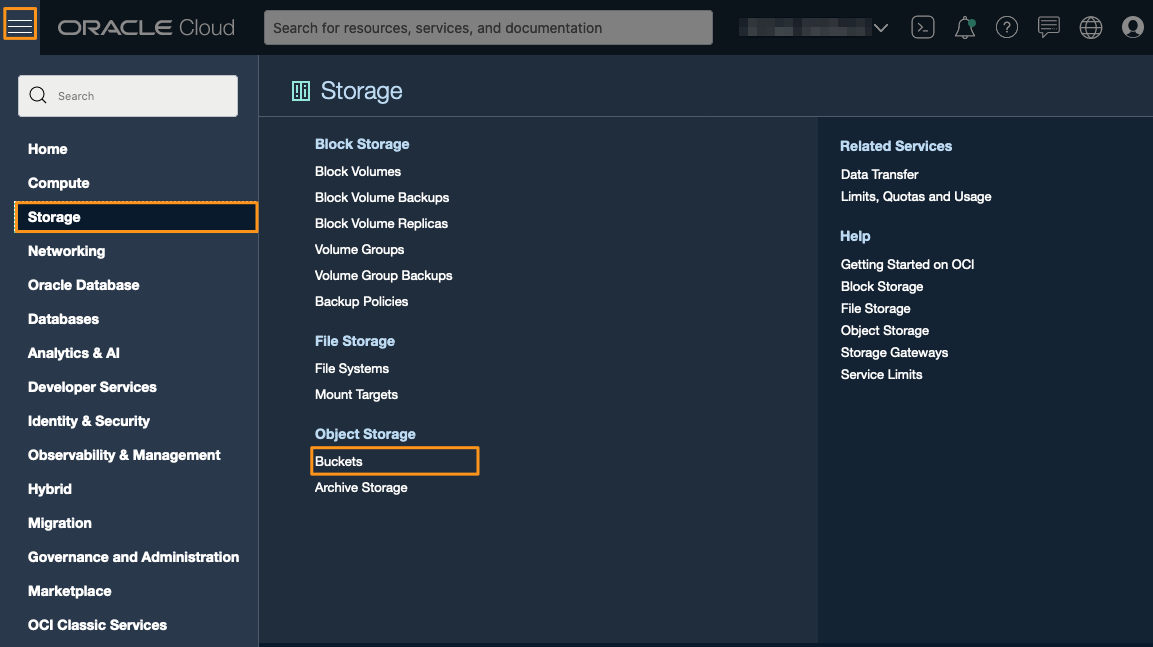 ORACLE Cloud
Search for resources, services, and documentation
Search
Home
Compute
Storage
Networking
Oracle Database
Databases
Analytics & AI
Developer Services
Identity & Security
Observability & Management
Hybrid
Migration
Governance and Administration
Marketplace
OCI Classic Services
Storage
Block Storage
Block Volumes
Block Volume Backups
Block Volume Replicas
Volume Groups
Volume Group Backups
Backup Policies
File Storage
File Systems
Mount Targets
Object Storage
Buckets
Archive Storage
Related Services
Data Transfer
Limits, Quotas and Usage
Help
Getting Started on OCI
Block Storage
File Storage
Object Storage
Storage Gateways
Service Limits